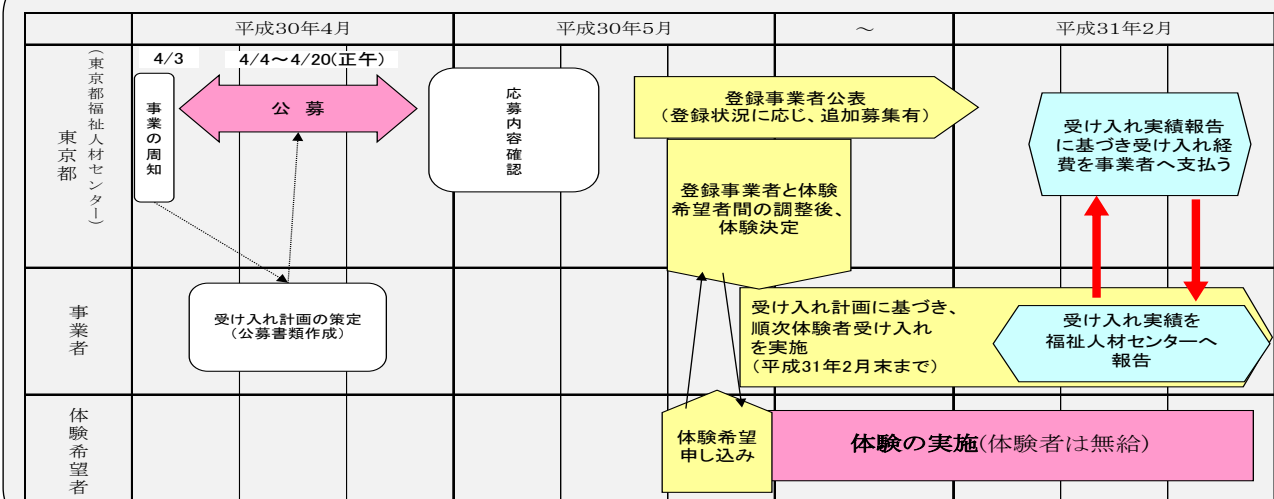 平成30年4月
平成30年5月
～
平成31年2月
東京都
（東京都福祉人材センター）
4/3
4/4～4/20(正午)
事業の周知
公 募
応募内容確認
登録事業者公表
（登録状況に応じ、追加募集有）
登録事業者と体験
希望者間の調整後、
体験決定
受け入れ実績報告
に基づき受け入れ経
費を事業者へ支払う
事業者
受け入れ計画の策定
（公募書類作成）
受け入れ計画に基づき、
順次体験者受け入れ
を実施
（平成31年2月末まで）
受け入れ実績を
福祉人材センターへ
報告
体験希望者
体験希望
申し込み
体験の実施(体験者は無給)